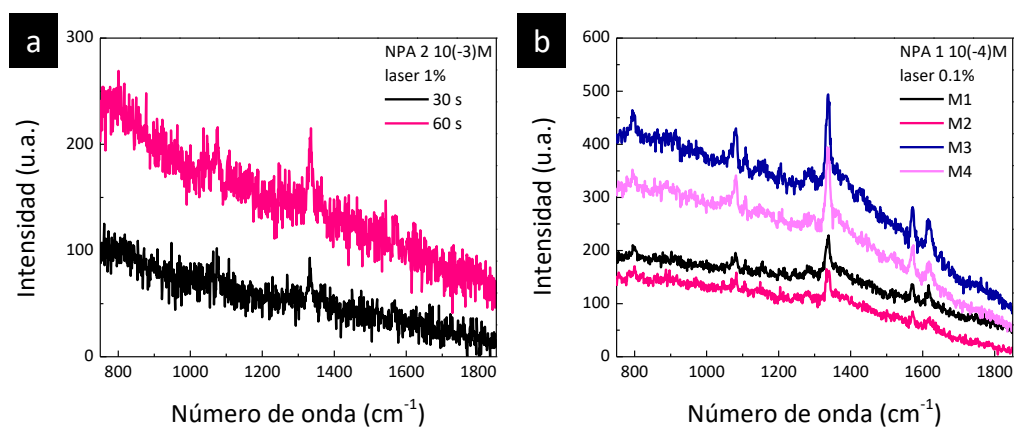 a
NPA 2 10(-3)M
laser 1%
30 s
60 s
300
200
100
0
800 1000 1200 1400 1600 1800
Intensidad (u.a.)
Número de onda (cm-1)
b
NPA 1 10(-4)M
laser 0.1%
M1
M2
M3
M4
600
500
400
300
200
100
0
800 1000 1200 1400 1600 1800
Intensidad (u.a.)
Número de onda (cm-1)